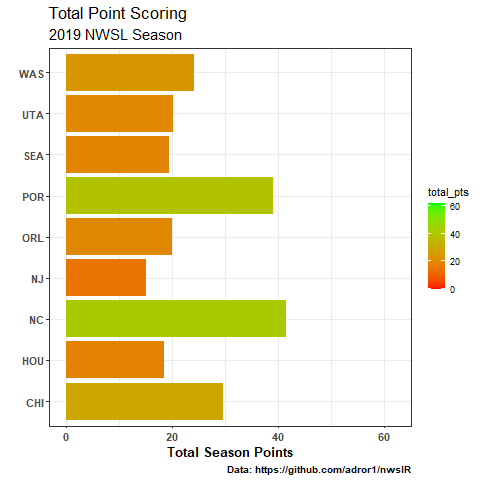 Total Point Scoring
2019 NWSL Season
WAS
UTA
SEA
POR
ORL
NJ
NC
HOU
CHI
0 20 40 60
Total Season Points
Data: https://github.com/adror1/nwslR
total_pts
60
40
20
0